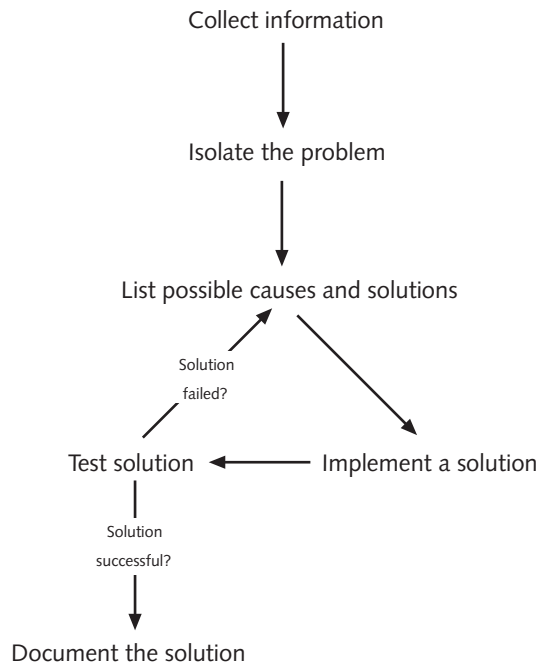 Collect information
Isolate the problem
List possible causes and solutions
Solution
failed?
Test solution
Implement a solution
Solution
successful?
Document the solution